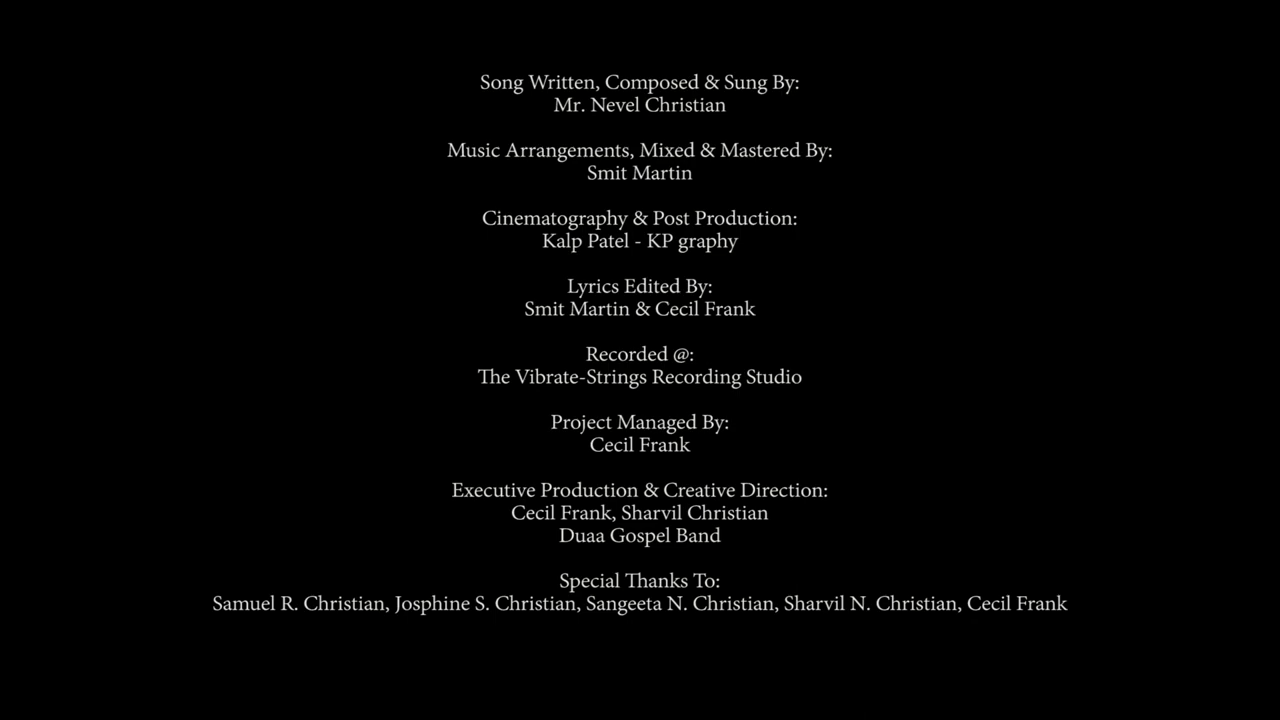 Song Written, Composed & Sung By:
Mr. Nevel Christian
Music Arrangements, Mixed & Mastered By:
Smit Martin
Cinematography & Post Production:
Kalp Patel - KP graphy
Lyrics Edited By:
Smit Martin & Cecil Frank
Recorded @:
The Vibrate-Strings Recording Studio
Project Managed By:
Cecil Frank
Executive Production & Creative Direction:
Cecil Frank, Sharvil Christian
Duaa Gospel Band
Special Thanks To:
Samuel R. Christian, Josphine S. Christian, Sangeeta N. Christian, Sharvil N. Christian, Cecil Frank